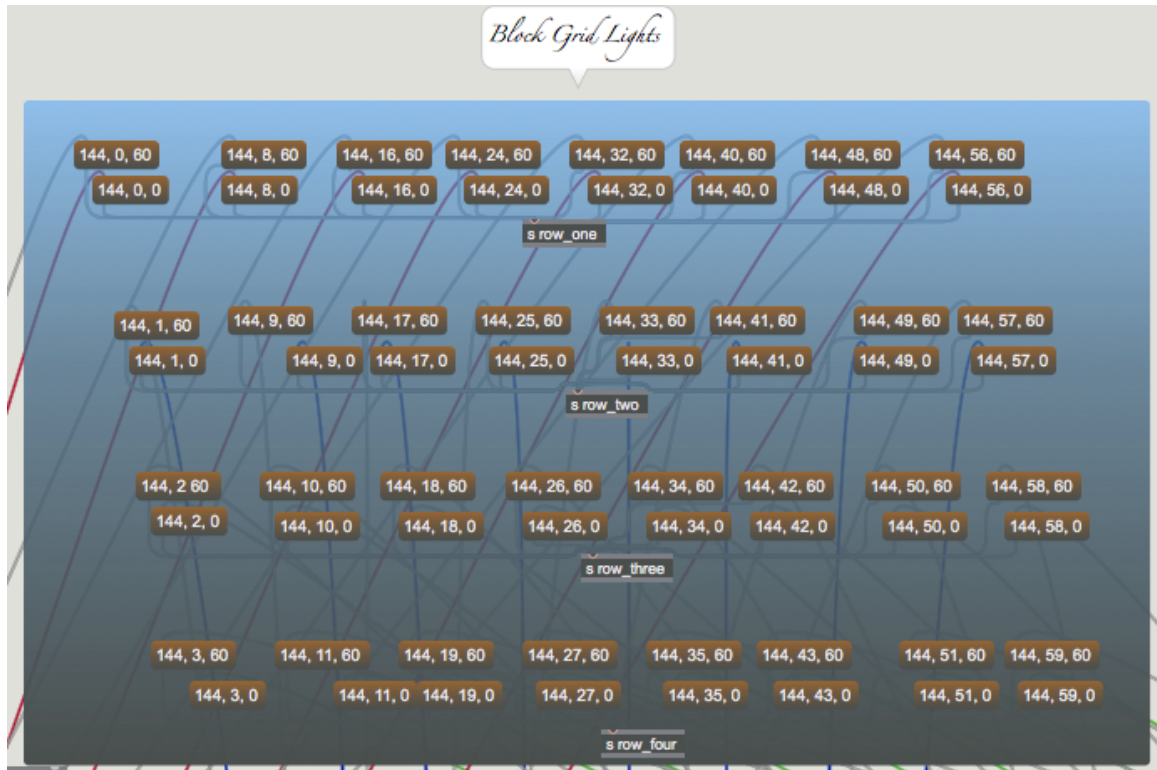 Block Grid Lights
144, 0, 60 144, 8, 60 144, 16, 60 144, 24, 60 144, 32, 60 144, 40, 60 144, 48, 60 144, 56, 60
144, 0, 0 144, 8, 0 144, 16, 0 144, 24, 0 144, 32, 0 144, 40, 0 144, 48, 0 144, 56, 0
s row_one
144, 1, 60 144, 9, 60 144, 17, 60 144, 25, 60 144, 33, 60 144, 41, 60 144, 49, 60 144, 57, 60
144, 1, 0 144, 9, 0 144, 17, 0 144, 25, 0 144, 33, 0 144, 41, 0 144, 49, 0 144, 57, 0
s row_two
144, 2 60 144, 10, 60 144, 18, 60 144, 26, 60 144, 34, 60 144, 42, 60 144, 50, 60 144, 58, 60
144, 2, 0 144, 10, 0 144, 18, 0 144, 26, 0 144, 34, 0 144, 42, 0 144, 50, 0 144, 58, 0
s row_three
144, 3, 60 144, 11, 60 144, 19, 60 144, 27, 60 144, 35, 60 144, 43, 60 144, 51, 60 144, 59, 60
144, 3, 0 144, 11, 0 144, 19, 0 144, 27, 0 144, 35, 0 144, 43, 0 144, 51, 0 144, 59, 0
s row_four